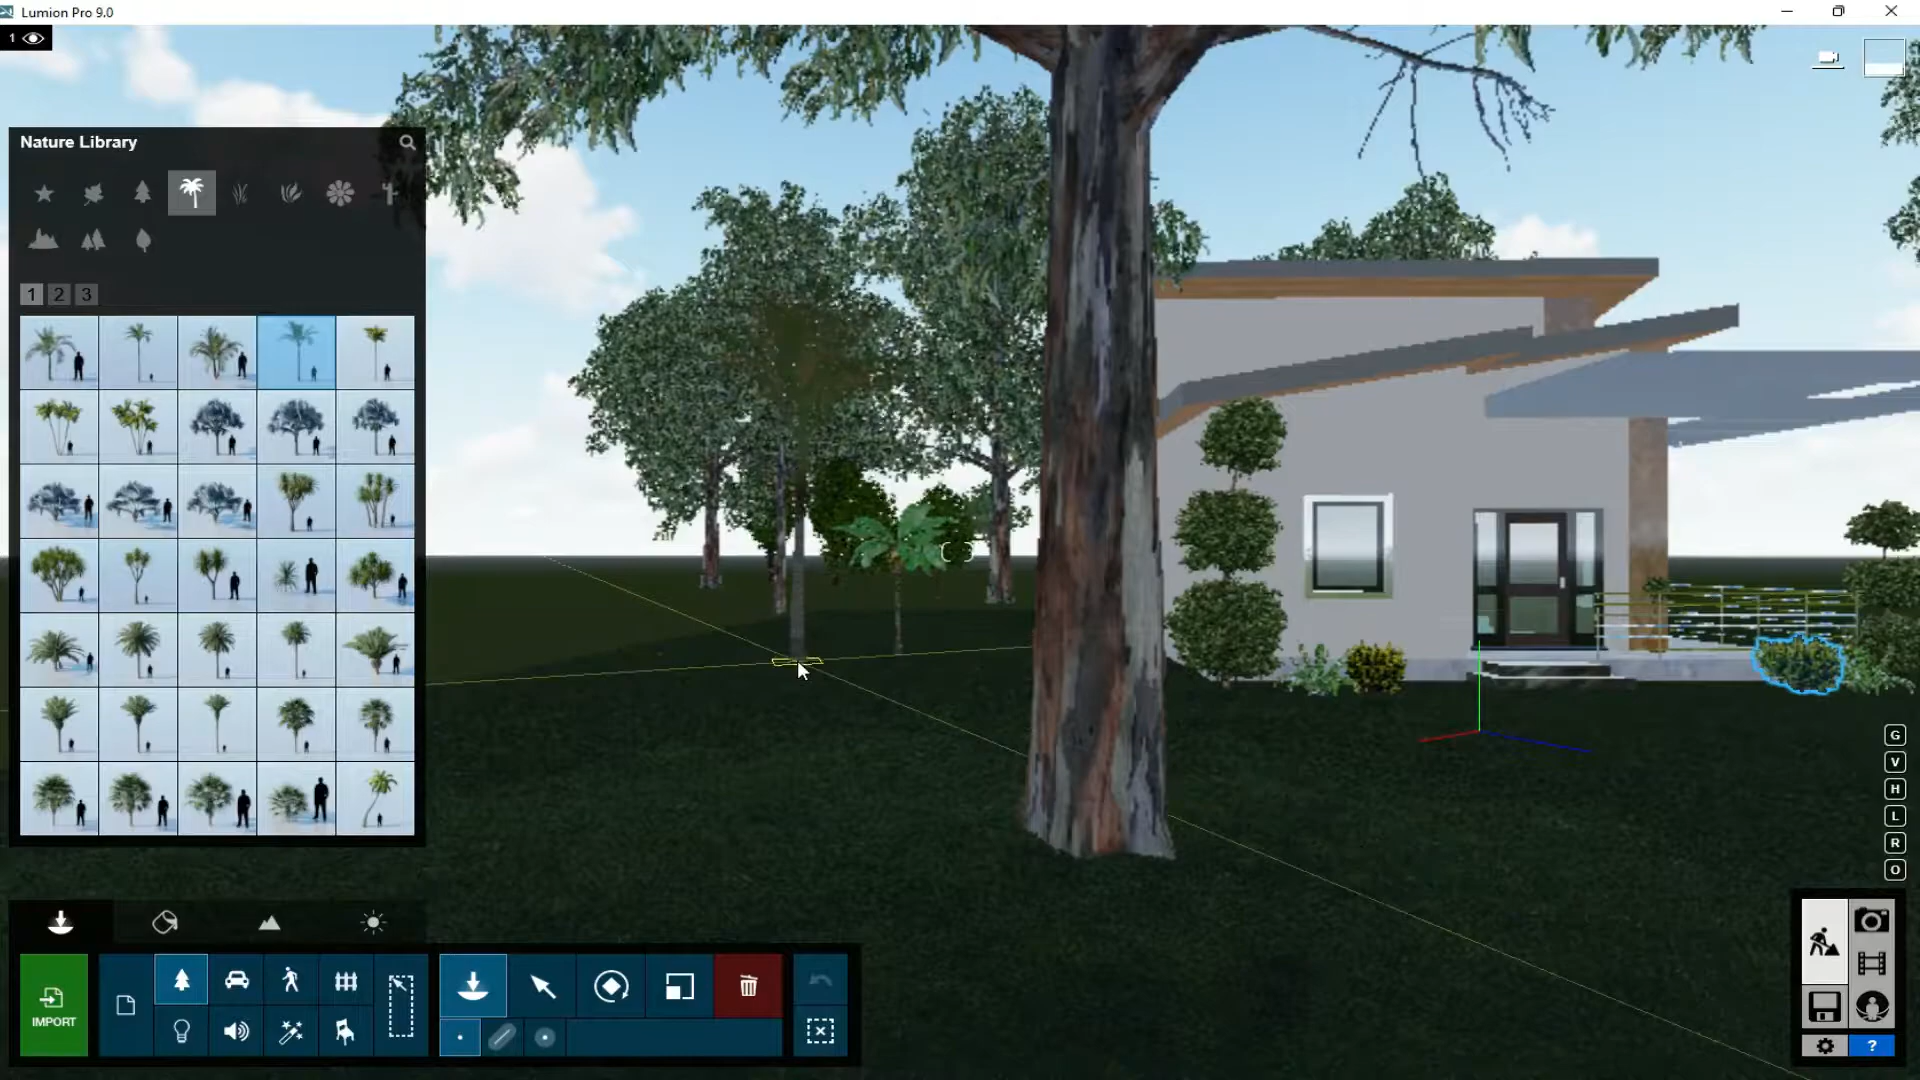 Lumion Pro 9.0
1
Nature Library
1 2 3
G
V
H
L
R
O
IMPORT
?